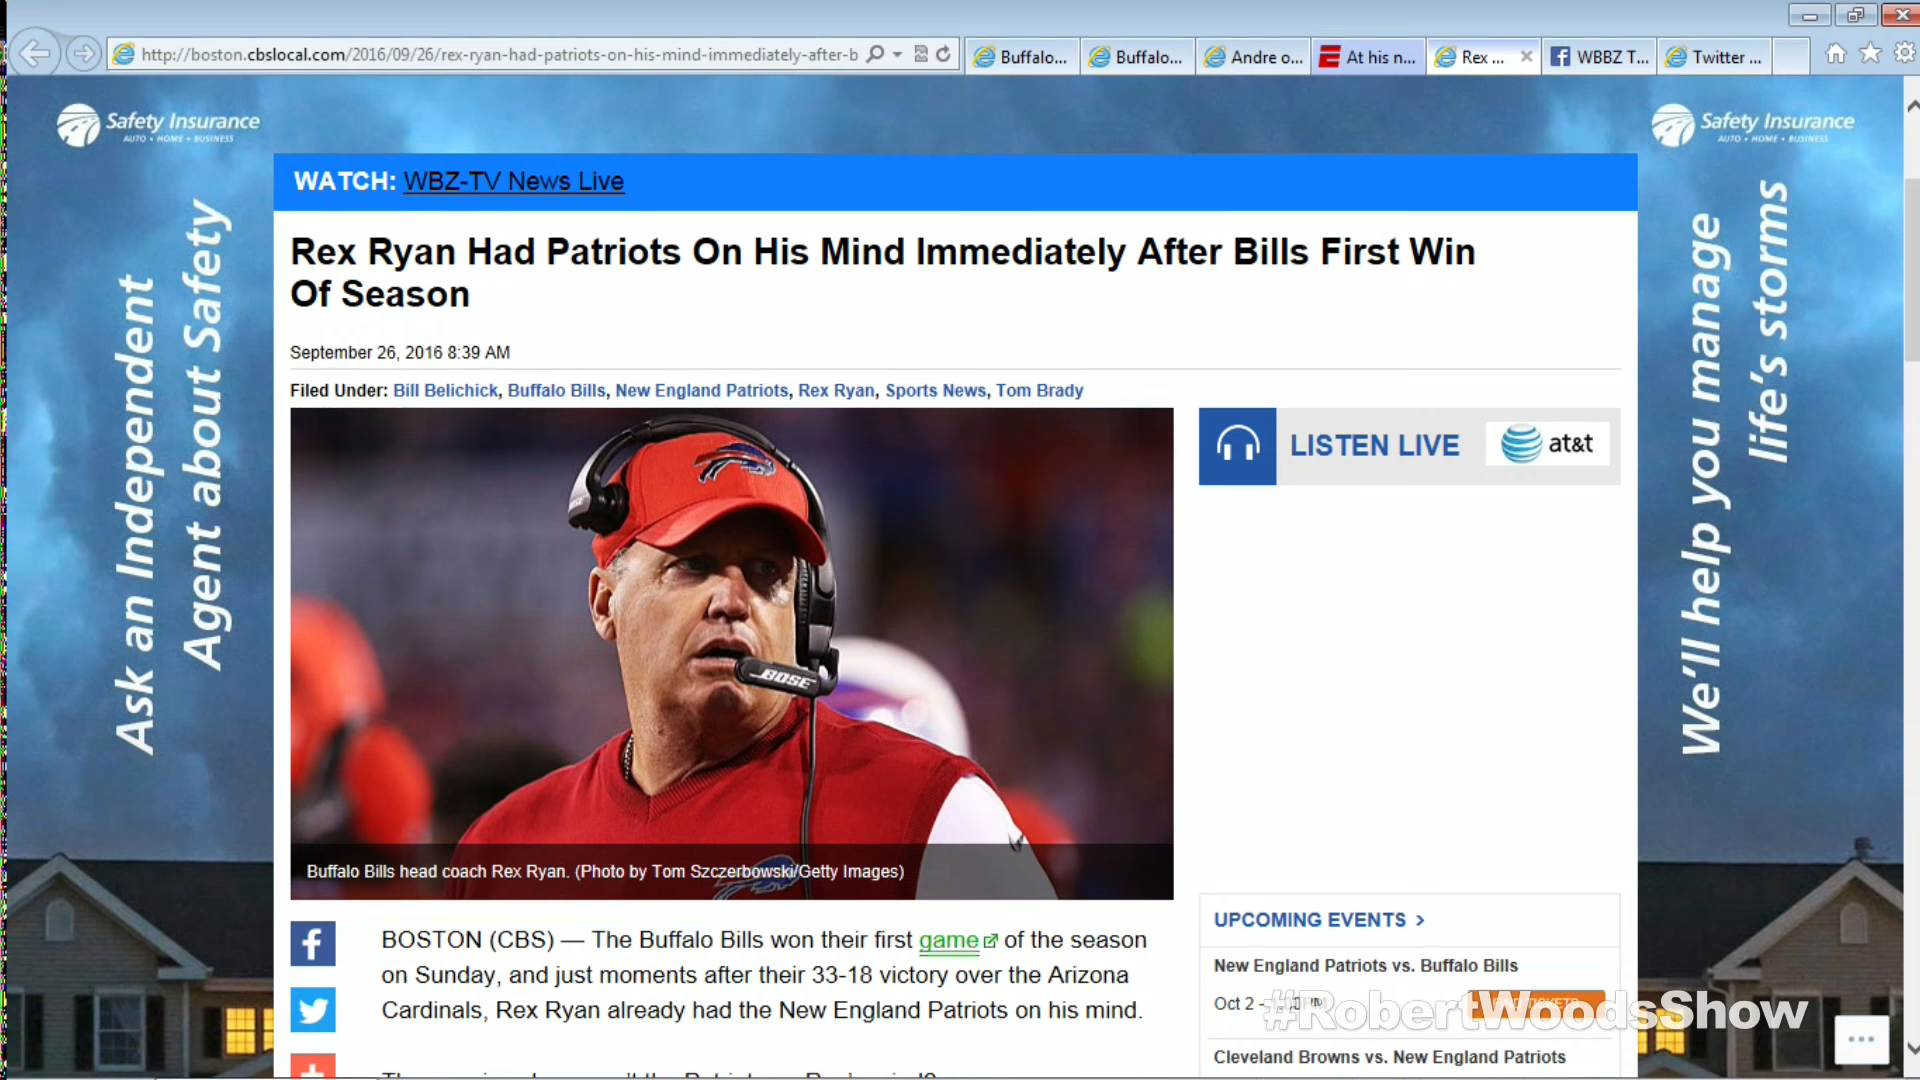 http://boston.cbslocal.com/2016/09/26/rex-ryan-had-patriots-on-his-mind-immediately-after-b
Buffalo...
Buffalo...
Andre o...
At his n...
Rex ...
WBBZ T...
Twitter ...
Safety Insurance
AUTO • HOME • BUSINESS
Safety Insurance
AUTO • HOME • BUSINESS
Ask an Independent
Agent about Safety
We'll help you manage
life's storms
WATCH: WBZ-TV News Live
Rex Ryan Had Patriots On His Mind Immediately After Bills First Win
Of Season
September 26, 2016 8:39 AM
Filed Under: Bill Belichick, Buffalo Bills, New England Patriots, Rex Ryan, Sports News, Tom Brady
BOSE
BOSE
Buffalo Bills head coach Rex Ryan. (Photo by Tom Szczerbowski/Getty Images)
LISTEN LIVE
at&t
BOSTON (CBS) — The Buffalo Bills won their first game of the season
on Sunday, and just moments after their 33-18 victory over the Arizona
Cardinals, Rex Ryan already had the New England Patriots on his mind.
UPCOMING EVENTS >
New England Patriots vs. Buffalo Bills
Oct 2 -
#RobertWoodsShow
Cleveland Browns vs. New England Patriots